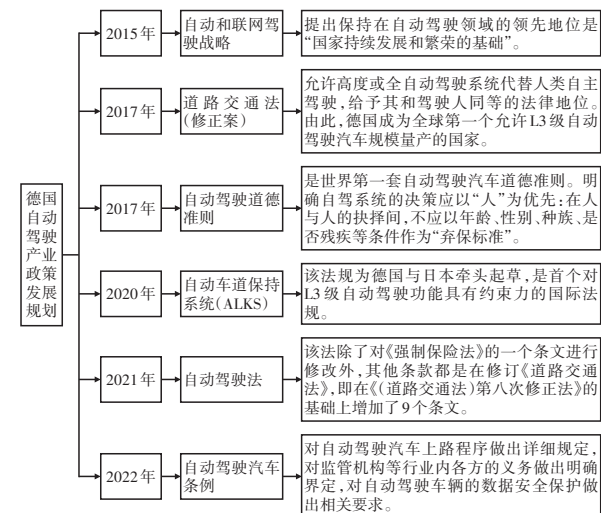 德国
自动
驾驶
产业
政策
发展
规划
2015年
自动和联网驾
驶战略
提出保持在自动驾驶领域的领先地位是
“国家持续发展和繁荣的基础”。
2017年
道路交通法
(修正案)
允许高度或全自动驾驶系统代替人类自主
驾驶,给予其和驾驶人同等的法律地位。
由此,德国成为全球第一个允许L3级自动
驾驶汽车规模量产的国家。
2017年
自动驾驶道德
准则
是世界第一套自动驾驶汽车道德准则。明
确自驾系统的决策应以“人”为优先:在人
与人的抉择间,不应以年龄、性别、种族、是
否残疾等条件作为“弃保标准”。
2020年
自动车道保持
系统(ALKS)
该法规为德国与日本牵头起草,是首个对
L3级自动驾驶功能具有约束力的国际法
规。
2021年
自动驾驶法
该法除了对《强制保险法》的一个条文进行
修改外,其他条款都是在修订《道路交通
法》,即在《(道路交通法)第八次修正法》的
基础上增加了9个条文。
2022年
自动驾驶汽车
条例
对自动驾驶汽车上路程序做出详细规定,
对监管机构等行业内各方的义务做出明确
界定,对自动驾驶车辆的数据安全保护做
出相关要求。